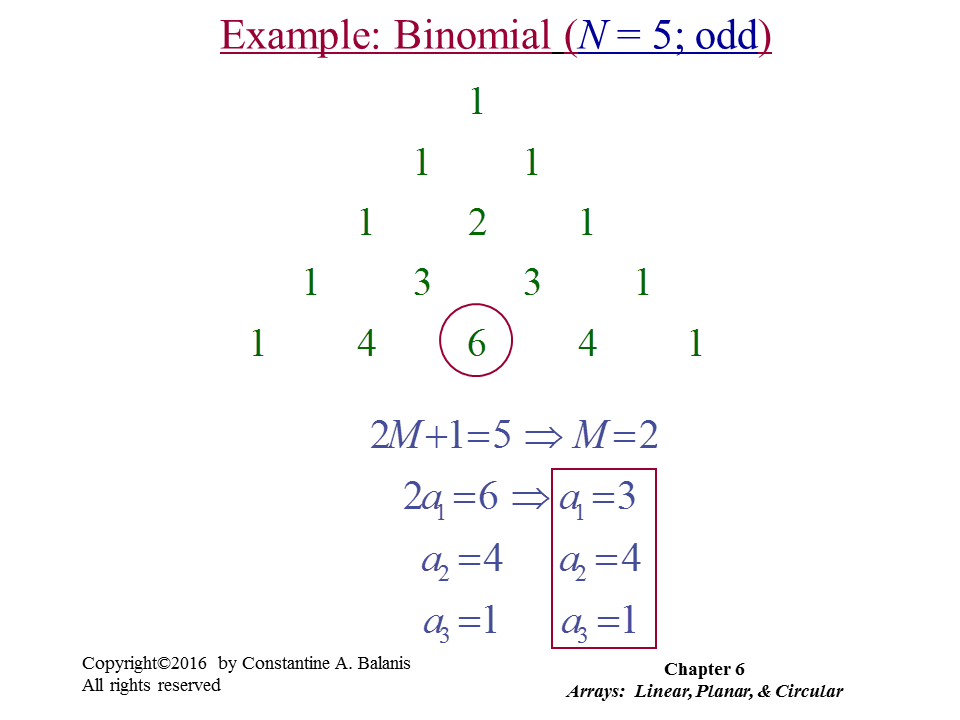 Example: Binomial (N = 5; odd)
1
1 1
1 2 1
1 3 3 1
1 4 6 4 1
2M+1=5 ⇒ M=2
2a₁=6 ⇒ a₁=3
a₂=4 a₂=4
a₃=1 a₃=1
Copyright©2016 by Constantine A. Balanis
All rights reserved
Chapter 6
Arrays: Linear, Planar, & Circular